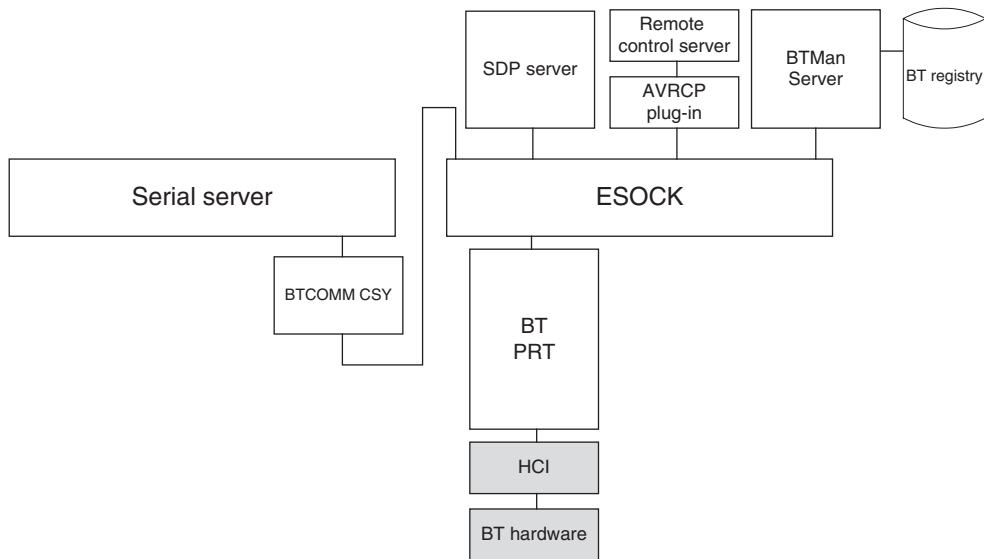 Remote
control server
SDP server
BTMan
Server
BT registry
AVRCP
plug-in
Serial server
ESOCK
BTCOMM CSY
BT
PRT
HCI
BT hardware